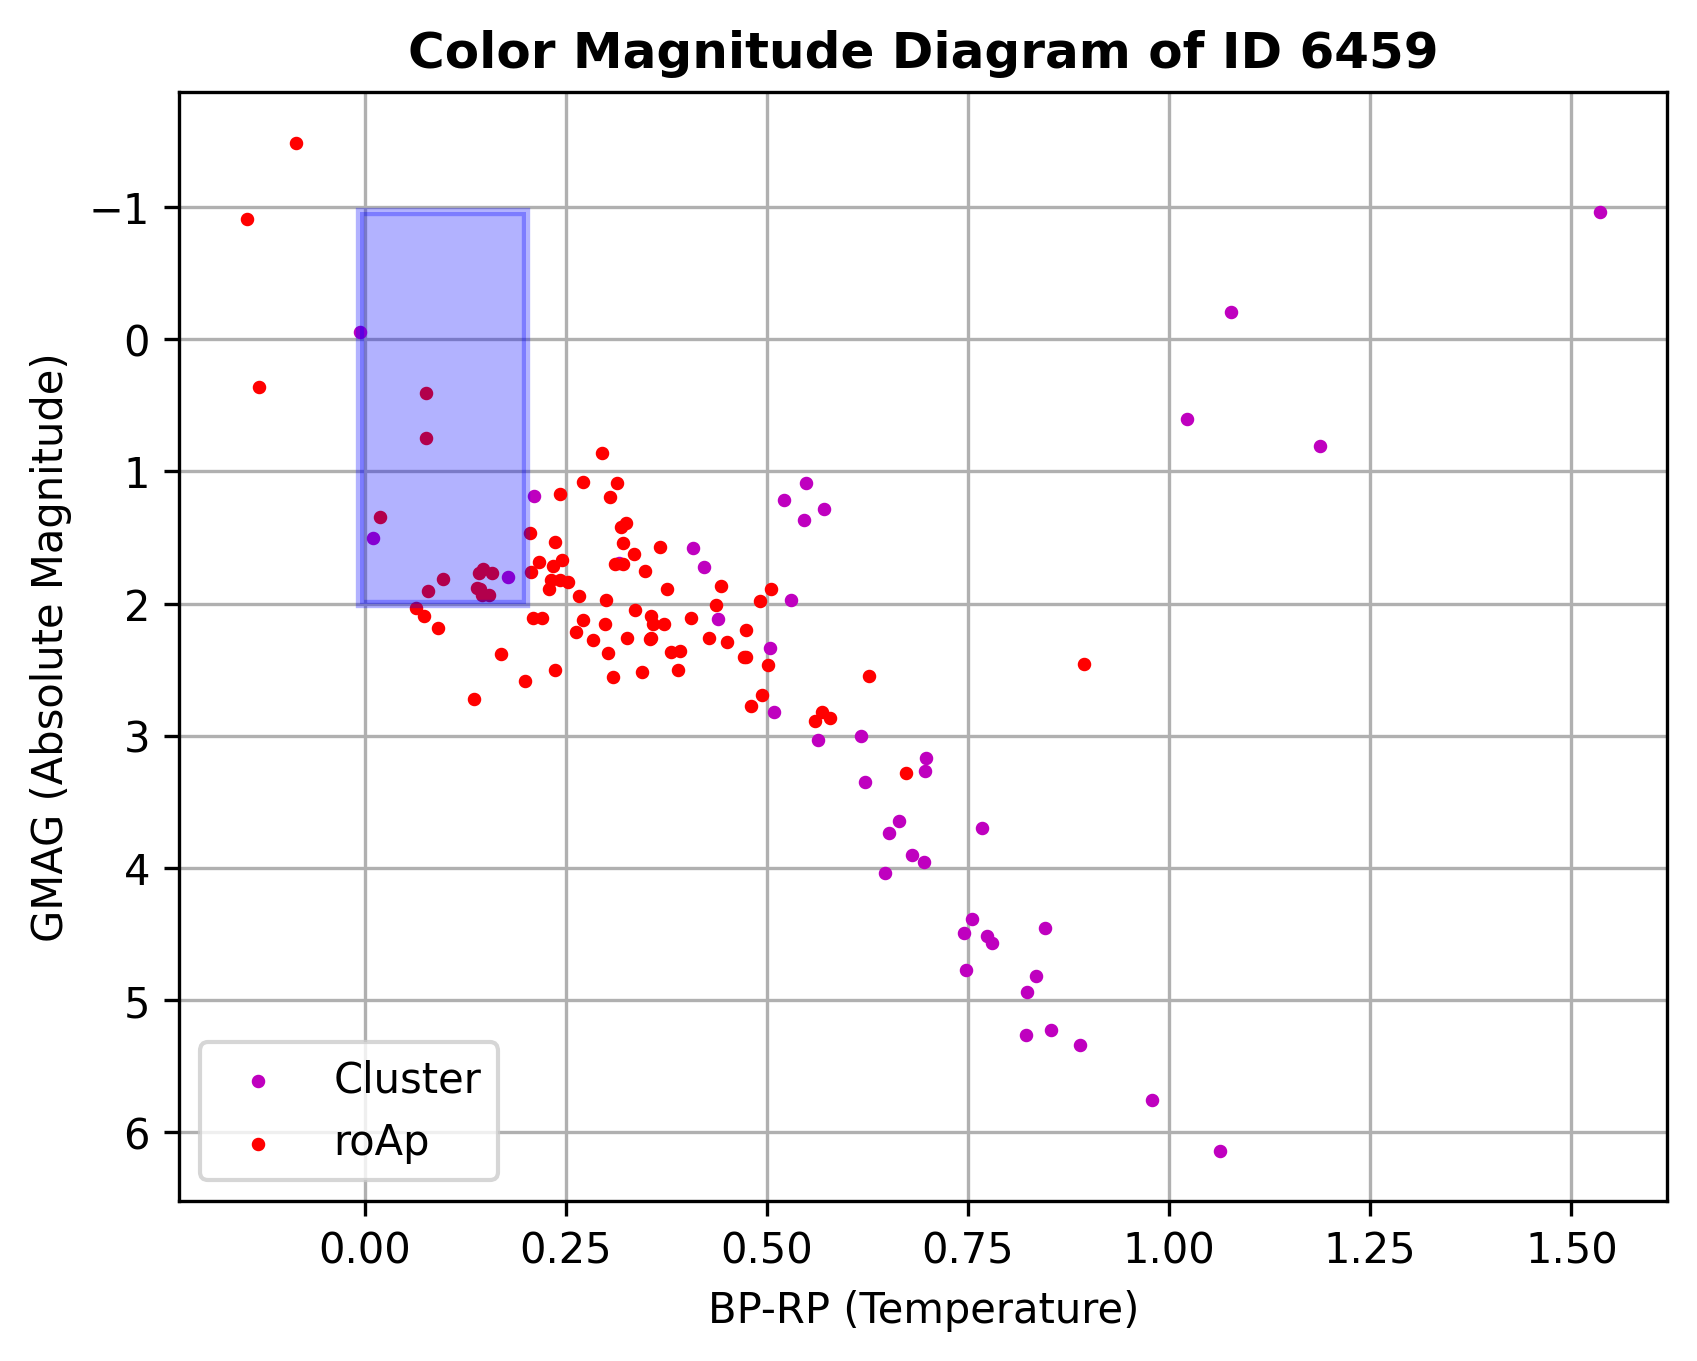 Color Magnitude Diagram of ID 6459
−1
0
1
2
3
4
5
6
GMAG (Absolute Magnitude)
Cluster
roAp
0.00 0.25 0.50 0.75 1.00 1.25 1.50
BP-RP (Temperature)